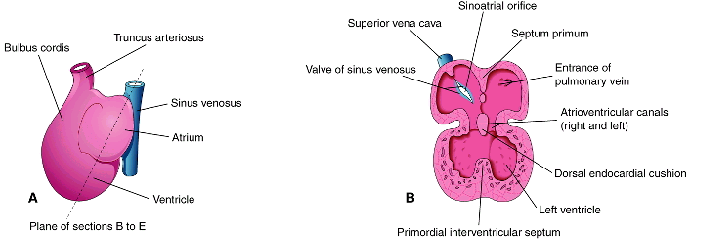 Truncus arteriosus
Bulbus cordis
Sinus venosus
Atrium
A
Ventricle
Plane of sections B to E
Sinoatrial orifice
Superior vena cava
Septum primum
Valve of sinus venosus
Entrance of
pulmonary vein
Atrioventricular canals
(right and left)
Dorsal endocardial cushion
B
Left ventricle
Primordial interventricular septum